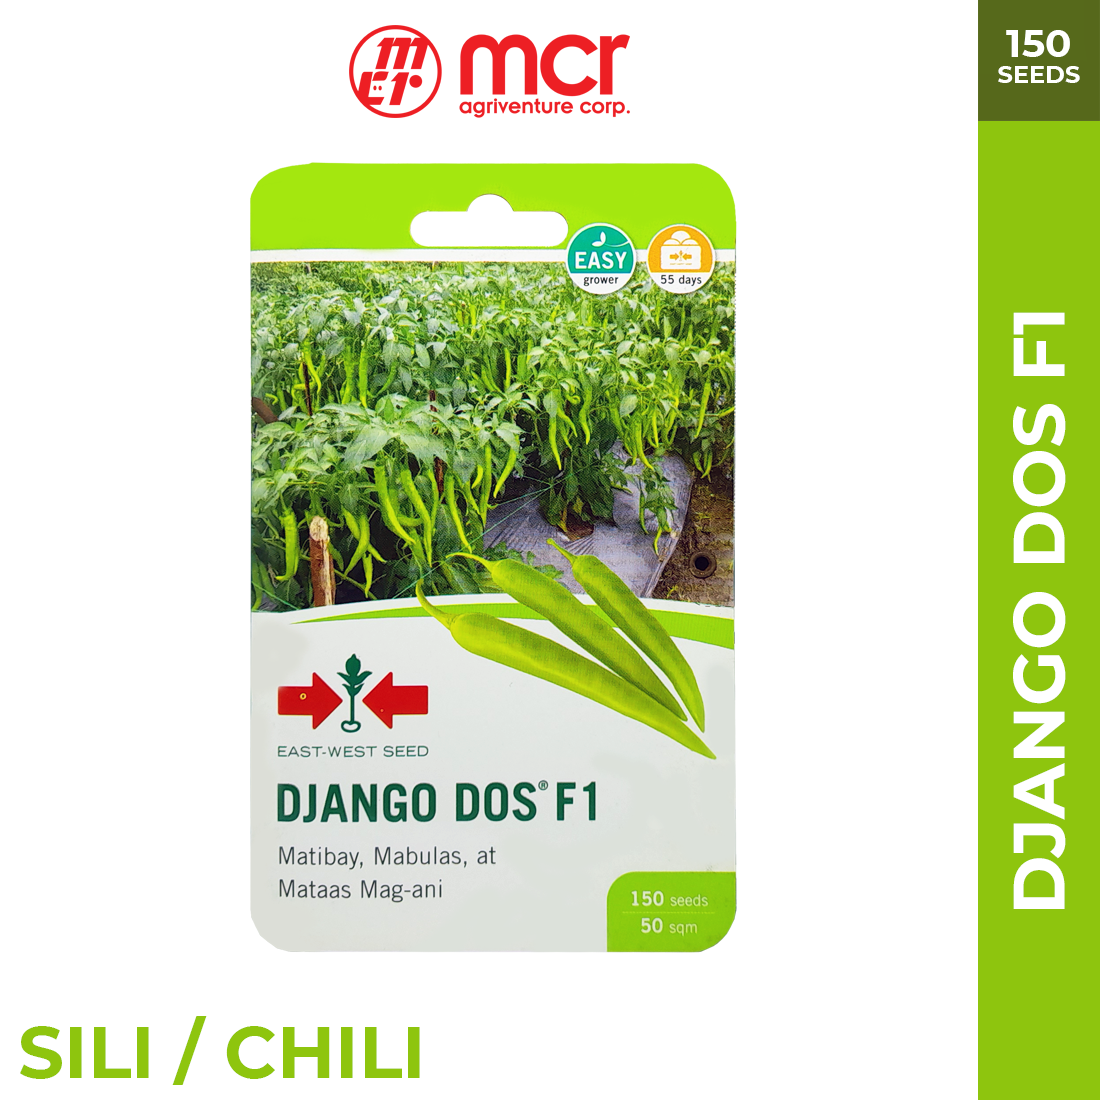 mcr
mcr
agriventure corp.
150
SEEDS
EASY
grower
55 days
EAST-WEST SEED
DJANGO DOS® F1
Matibay, Mabulas, at
Mataas Mag-ani
150 seeds
50 sqm
DJANGO DOS F1
SILI / CHILI